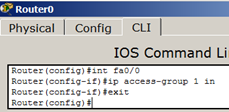 Router0
Physical Config CLI
IOS Command Li
Router(config)#int fa0/0
Router(config-if)#ip access-group 1 in
Router(config-if)#exit
Router(config)#